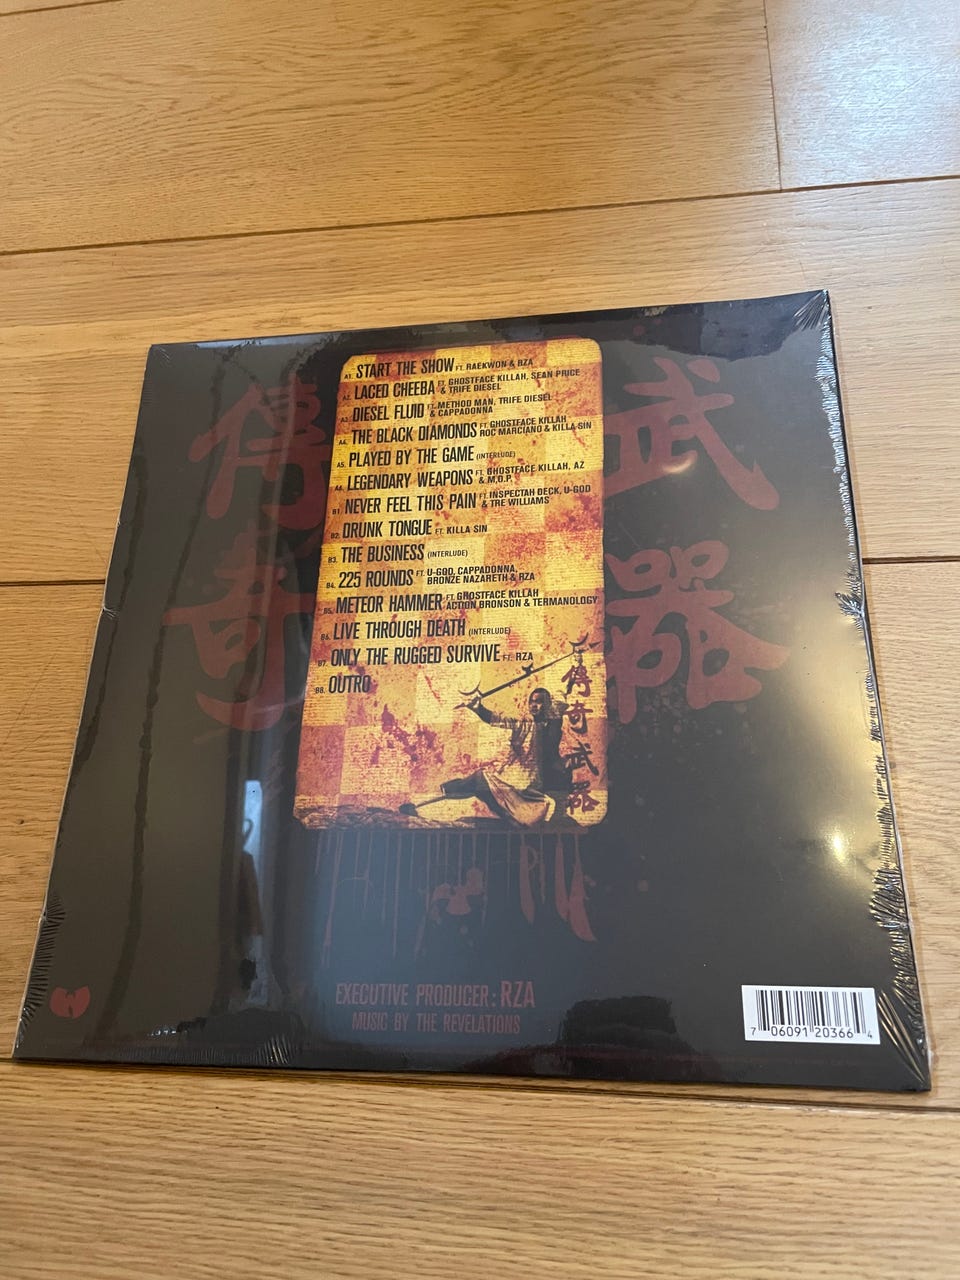 A1. START THE SHOW FT. RAEKWON & RZA
A2. LACED CHEEBA FT. GHOSTFACE KILLAH, SEAN PRICE
& TRIFE DIESEL
A3. DIESEL FLUID FT. METHOD MAN, TRIFE DIESEL
& CAPPADONNA
A4. THE BLACK DIAMONDS FT. GHOSTFACE KILLAH
ROC MARCIANO & KILLA SIN
A5. PLAYED BY THE GAME (INTERLUDE)
A6. LEGENDARY WEAPONS FT. GHOSTFACE KILLAH, AZ
& M.O.P.
B1. NEVER FEEL THIS PAIN FT. INSPECTAH DECK, U-GOD
& TRE WILLIAMS
B2. DRUNK TONGUE FT. KILLA SIN
B3. THE BUSINESS (INTERLUDE)
B4. 225 ROUNDS FT. U-GOD, CAPPADONNA,
BRONZE NAZARETH & RZA
B5. METEOR HAMMER FT. GHOSTFACE KILLAH
ACTION BRONSON & TERMANOLOGY
B6. LIVE THROUGH DEATH (INTERLUDE)
B7. ONLY THE RUGGED SURVIVE FT. RZA
B8. OUTRO
傳奇武器
傳奇
武器
EXECUTIVE PRODUCER: RZA
MUSIC BY THE REVELATIONS
7 06091 20366 4